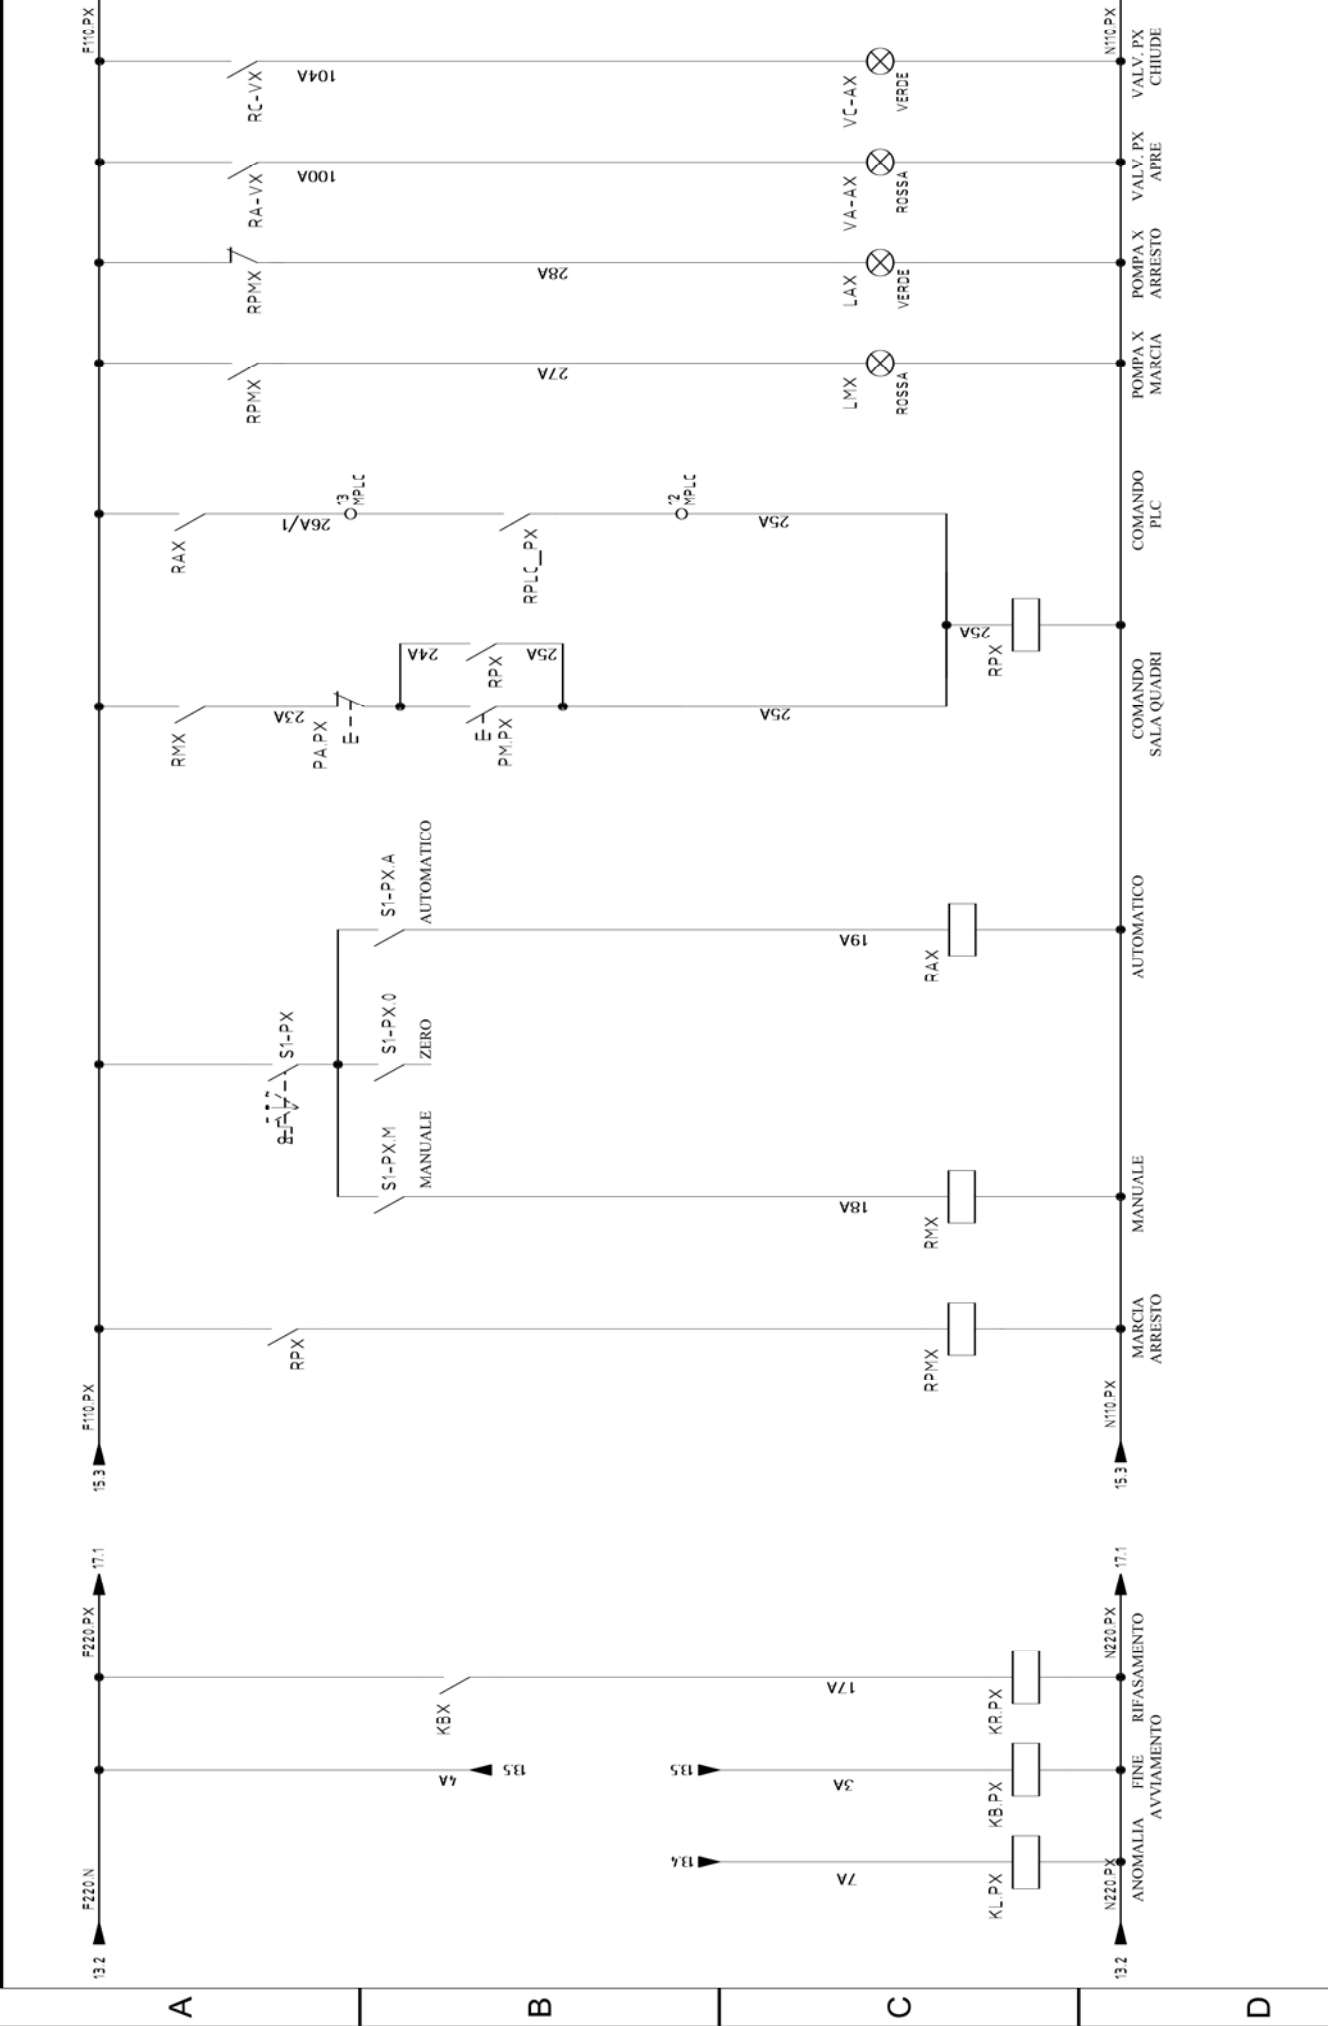 F220.N
13.2
F220.PX
17.1
15.3
F110.PX
F110.PX
4A
13.5
KBX
13.4
13.5
7A
3A
17A
KL.PX
KB.PX
KR.PX
N220.PX
13.2
N220.PX
17.1
ANOMALIA
FINE
AVVIAMENTO
RIFASAMENTO
RPX
RPMX
S1-PX
S1-PX.M
MANUALE
S1-PX.0
ZERO
S1-PX.A
AUTOMATICO
18A
RMX
19A
RAX
15.3
N110.PX
MARCIA
ARRESTO
MANUALE
AUTOMATICO
RMX
23A
PA.PX
E
24A
E
PM.PX
RPX
25A
25A
RAX
26A/1
13
MPLC
RPLC_PX
12
MPLC
25A
25A
RPX
COMANDO
SALA QUADRI
COMANDO
PLC
RPMX
27A
LMX
ROSSA
POMPA X
MARCIA
RPMX
28A
LAX
VERDE
POMPA X
ARRESTO
RA-VX
100A
VA-AX
ROSSA
VALV. PX
APRE
RC-VX
104A
VC-AX
VERDE
VALV. PX
CHIUDE
N110.PX
A
B
C
D